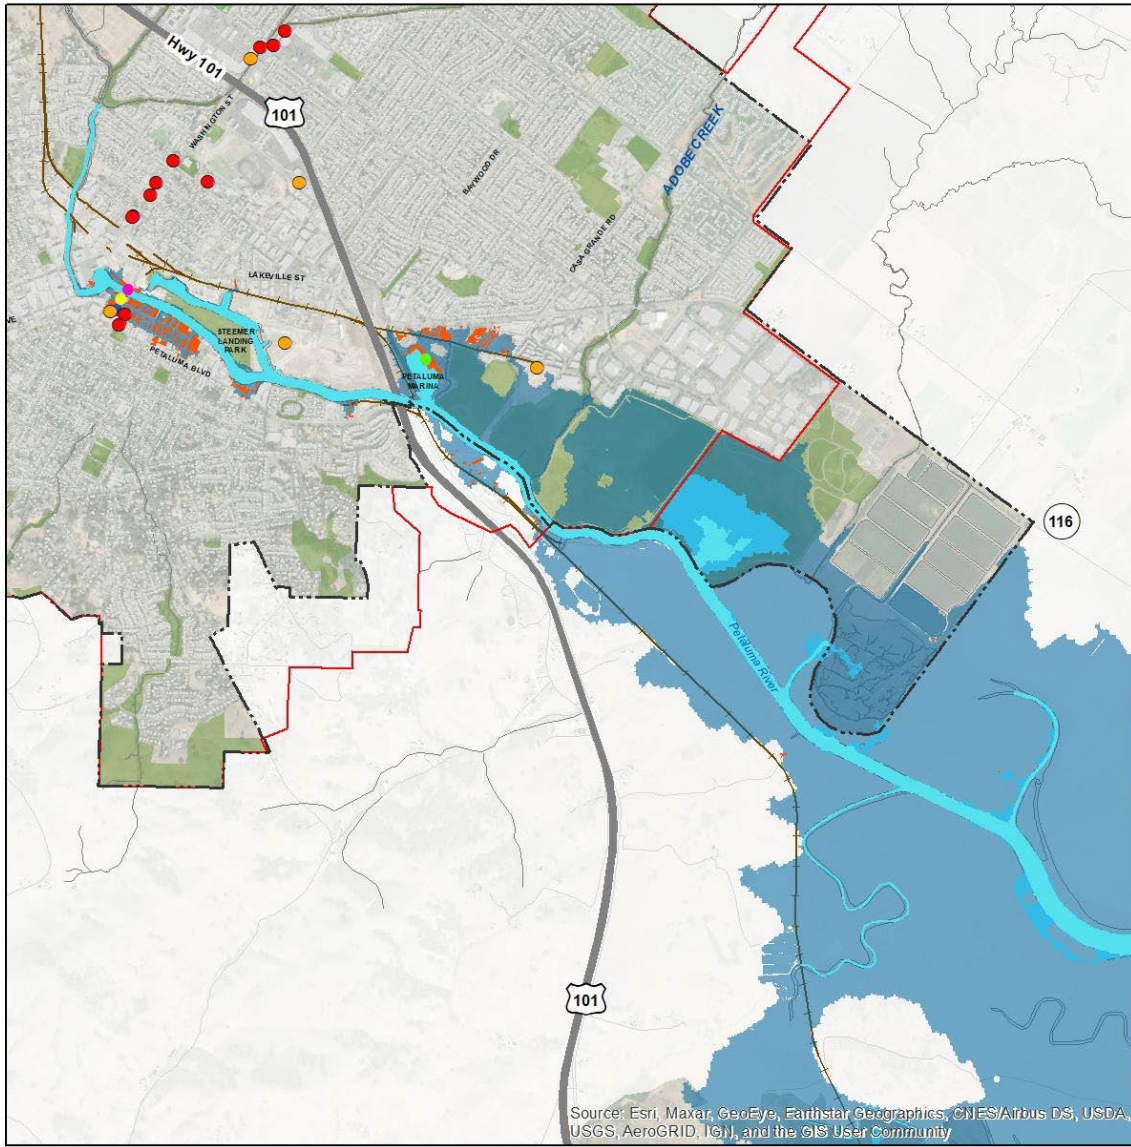 Hwy 101
101
WASHINGTON ST
BAYWOOD DR
ADOBE CREEK
CASA GRANDE RD
LAKEVILLE ST
VE
STEEMER
LANDING
PARK
PETALUMA BLVD
PETALUMA
MARINA
116
Petaluma River
101
Source: Esri, Maxar, GeoEye, Earthstar Geographics, CNES/Airbus DS, USDA,
USGS, AeroGRID, IGN, and the GIS User Community